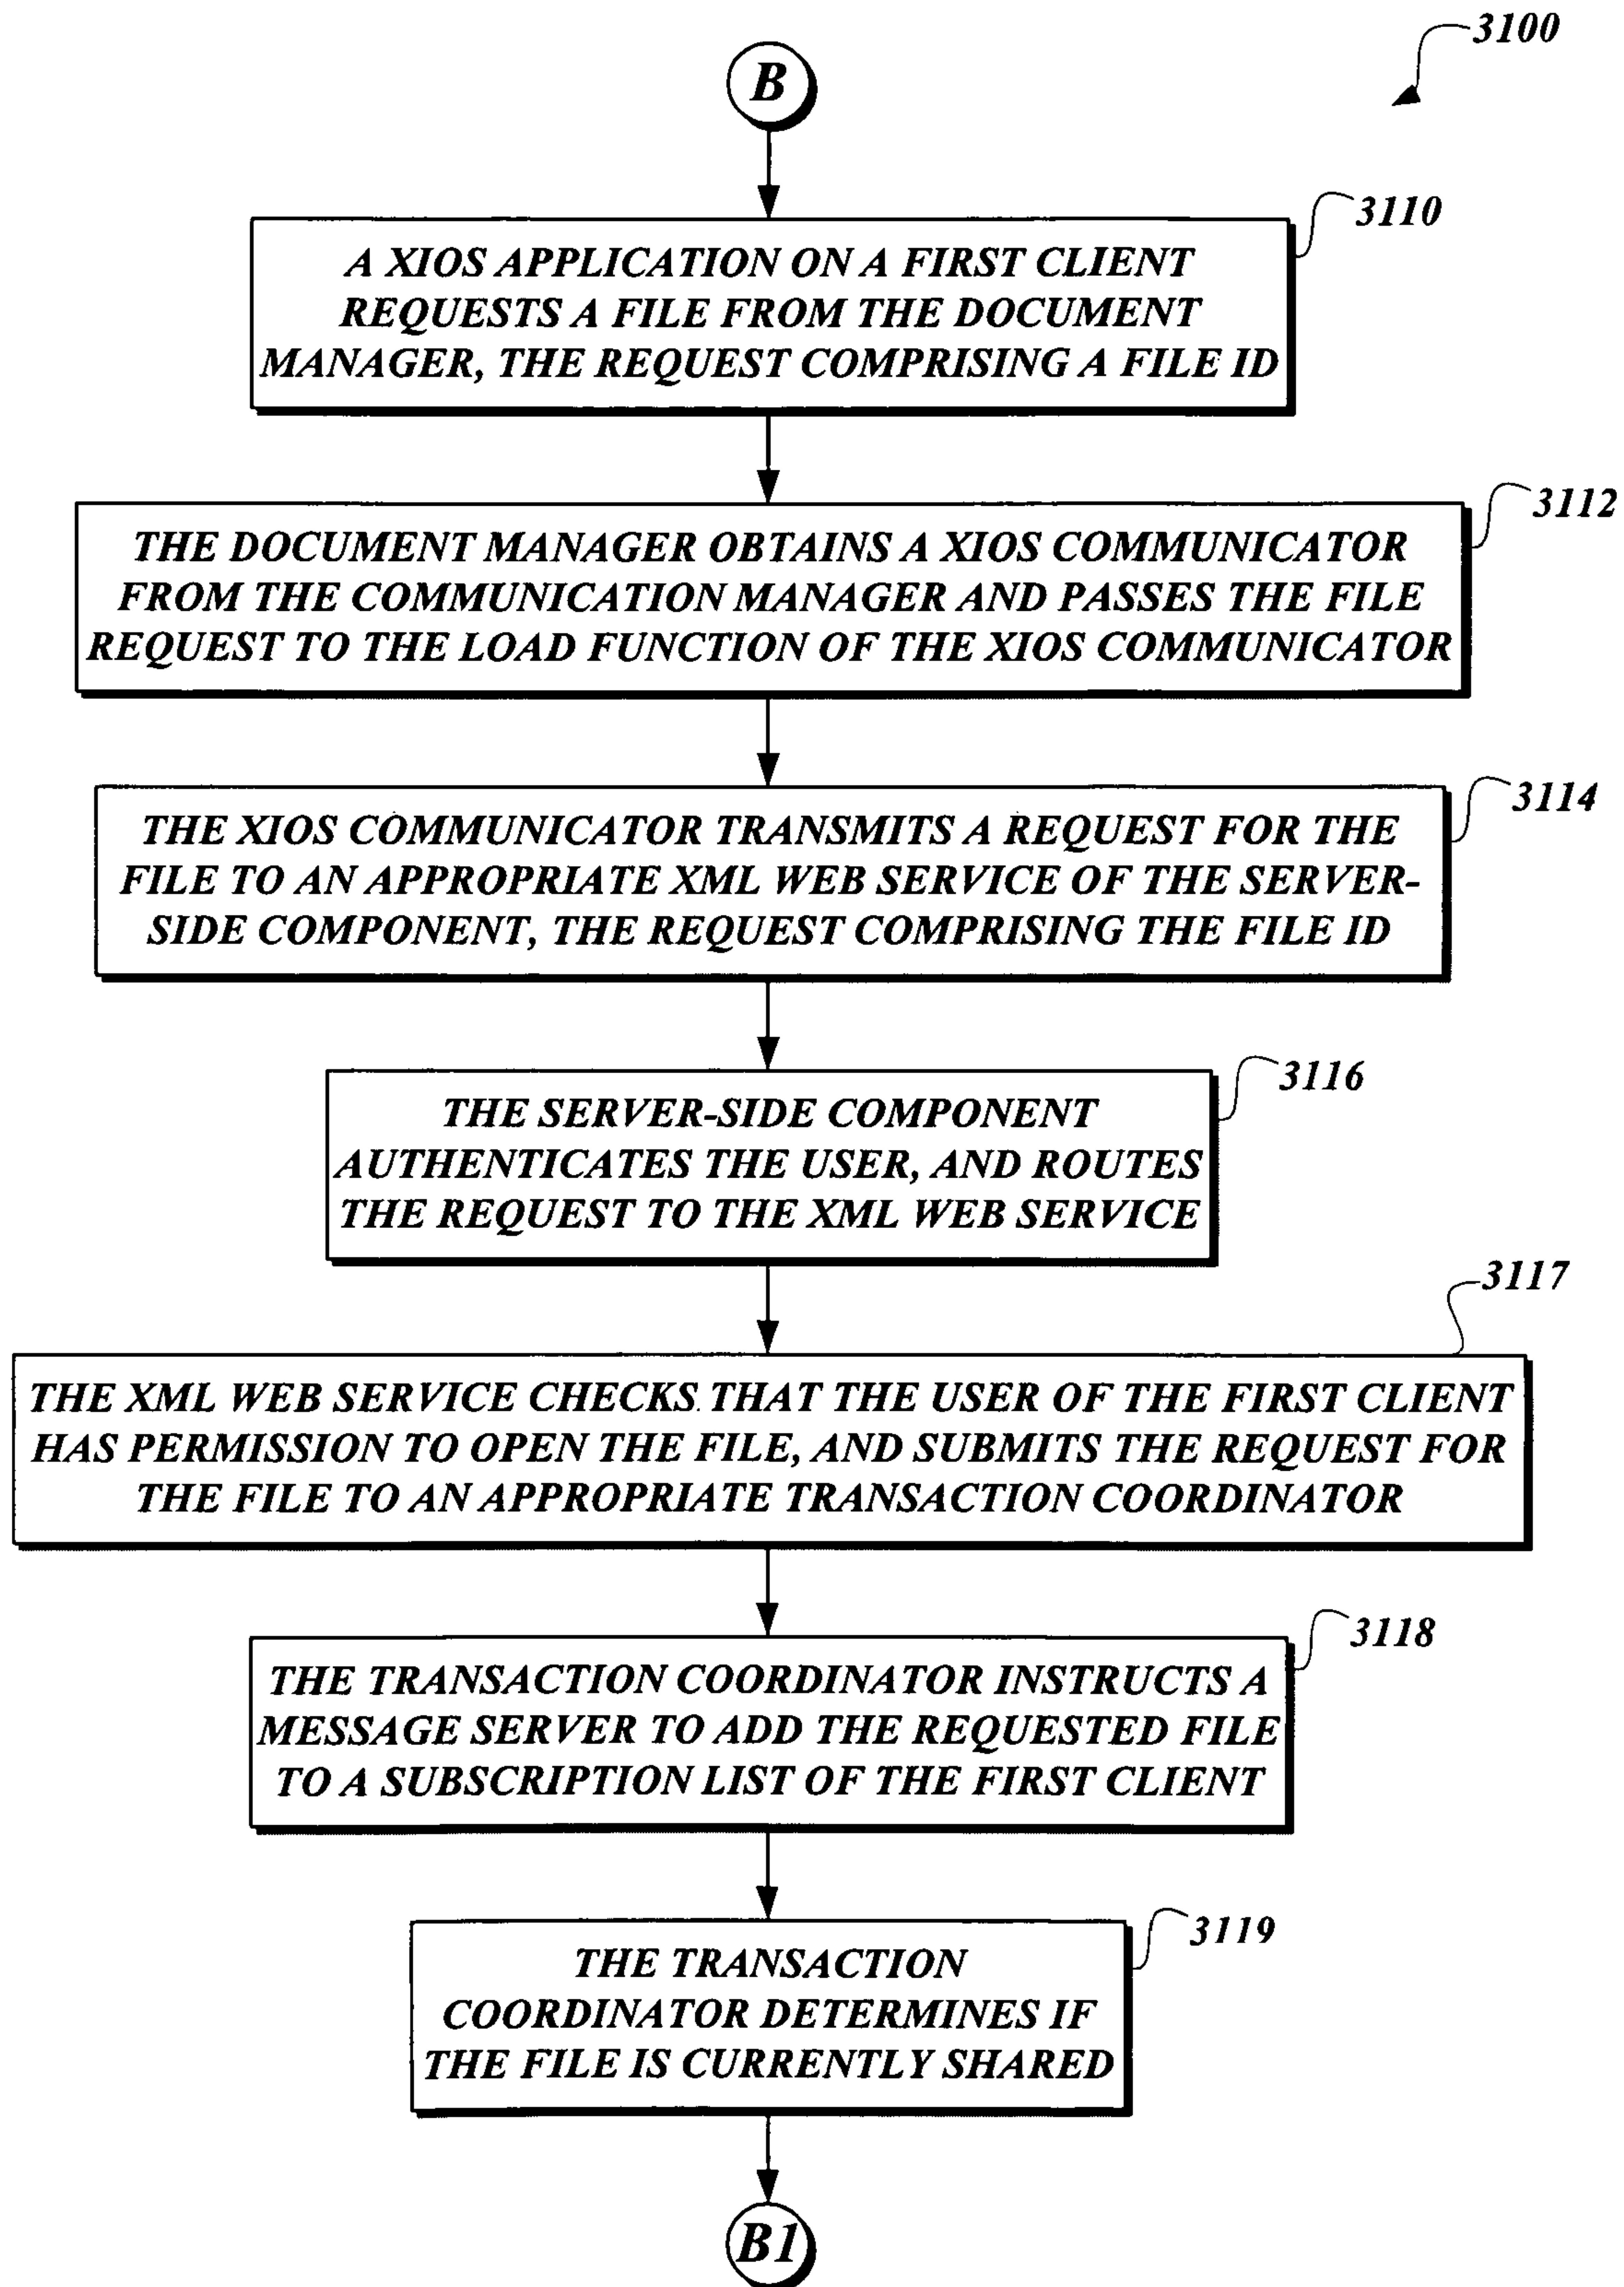 3100
B
3110
A XIOS APPLICATION ON A FIRST CLIENT
REQUESTS A FILE FROM THE DOCUMENT
MANAGER, THE REQUEST COMPRISING A FILE ID
3112
THE DOCUMENT MANAGER OBTAINS A XIOS COMMUNICATOR
FROM THE COMMUNICATION MANAGER AND PASSES THE FILE
REQUEST TO THE LOAD FUNCTION OF THE XIOS COMMUNICATOR
3114
THE XIOS COMMUNICATOR TRANSMITS A REQUEST FOR THE
FILE TO AN APPROPRIATE XML WEB SERVICE OF THE SERVER-
SIDE COMPONENT, THE REQUEST COMPRISING THE FILE ID
3116
THE SERVER-SIDE COMPONENT
AUTHENTICATES THE USER, AND ROUTES
THE REQUEST TO THE XML WEB SERVICE
3117
THE XML WEB SERVICE CHECKS THAT THE USER OF THE FIRST CLIENT
HAS PERMISSION TO OPEN THE FILE, AND SUBMITS THE REQUEST FOR
THE FILE TO AN APPROPRIATE TRANSACTION COORDINATOR
3118
THE TRANSACTION COORDINATOR INSTRUCTS A
MESSAGE SERVER TO ADD THE REQUESTED FILE
TO A SUBSCRIPTION LIST OF THE FIRST CLIENT
3119
THE TRANSACTION
COORDINATOR DETERMINES IF
THE FILE IS CURRENTLY SHARED
B1